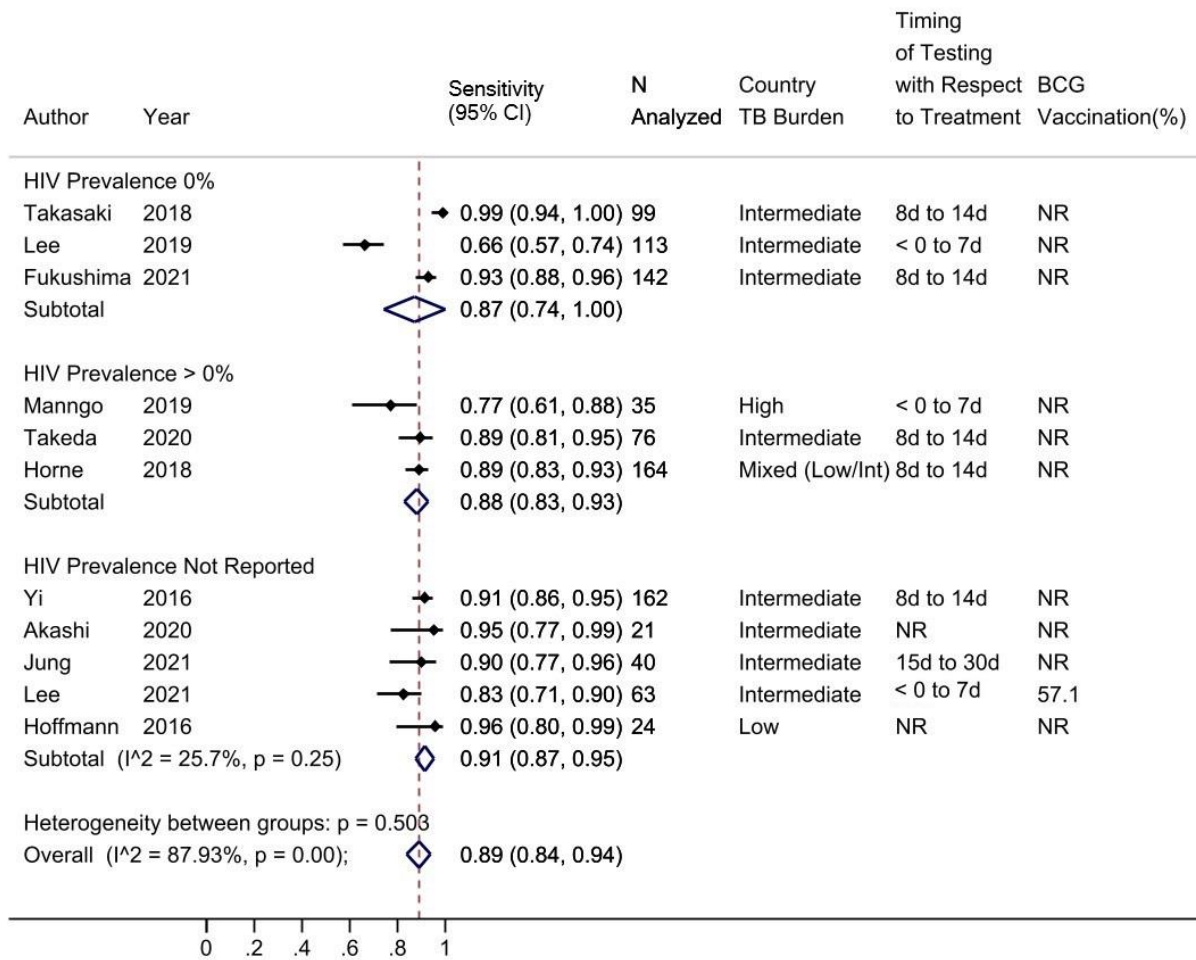 Timing
of Testing
Sensitivity N Country with Respect BCG
Author Year (95% CI) Analyzed TB Burden to Treatment Vaccination(%)
HIV Prevalence 0%
Takasaki 2018 0.99 (0.94, 1.00) 99 Intermediate 8d to 14d NR
Lee 2019 0.66 (0.57, 0.74) 113 Intermediate < 0 to 7d NR
Fukushima 2021 0.93 (0.88, 0.96) 142 Intermediate 8d to 14d NR
Subtotal 0.87 (0.74, 1.00)
HIV Prevalence > 0%
Manngo 2019 0.77 (0.61, 0.88) 35 High < 0 to 7d NR
Takeda 2020 0.89 (0.81, 0.95) 76 Intermediate 8d to 14d NR
Horne 2018 0.89 (0.83, 0.93) 164 Mixed (Low/Int) 8d to 14d NR
Subtotal 0.88 (0.83, 0.93)
HIV Prevalence Not Reported
Yi 2016 0.91 (0.86, 0.95) 162 Intermediate 8d to 14d NR
Akashi 2020 0.95 (0.77, 0.99) 21 Intermediate NR NR
Jung 2021 0.90 (0.77, 0.96) 40 Intermediate 15d to 30d NR
Lee 2021 0.83 (0.71, 0.90) 63 Intermediate < 0 to 7d 57.1
Hoffmann 2016 0.96 (0.80, 0.99) 24 Low NR NR
Subtotal (I^2 = 25.7%, p = 0.25) 0.91 (0.87, 0.95)
Heterogeneity between groups: p = 0.503
Overall (I^2 = 87.93%, p = 0.00); 0.89 (0.84, 0.94)
0 .2 .4 .6 .8 1